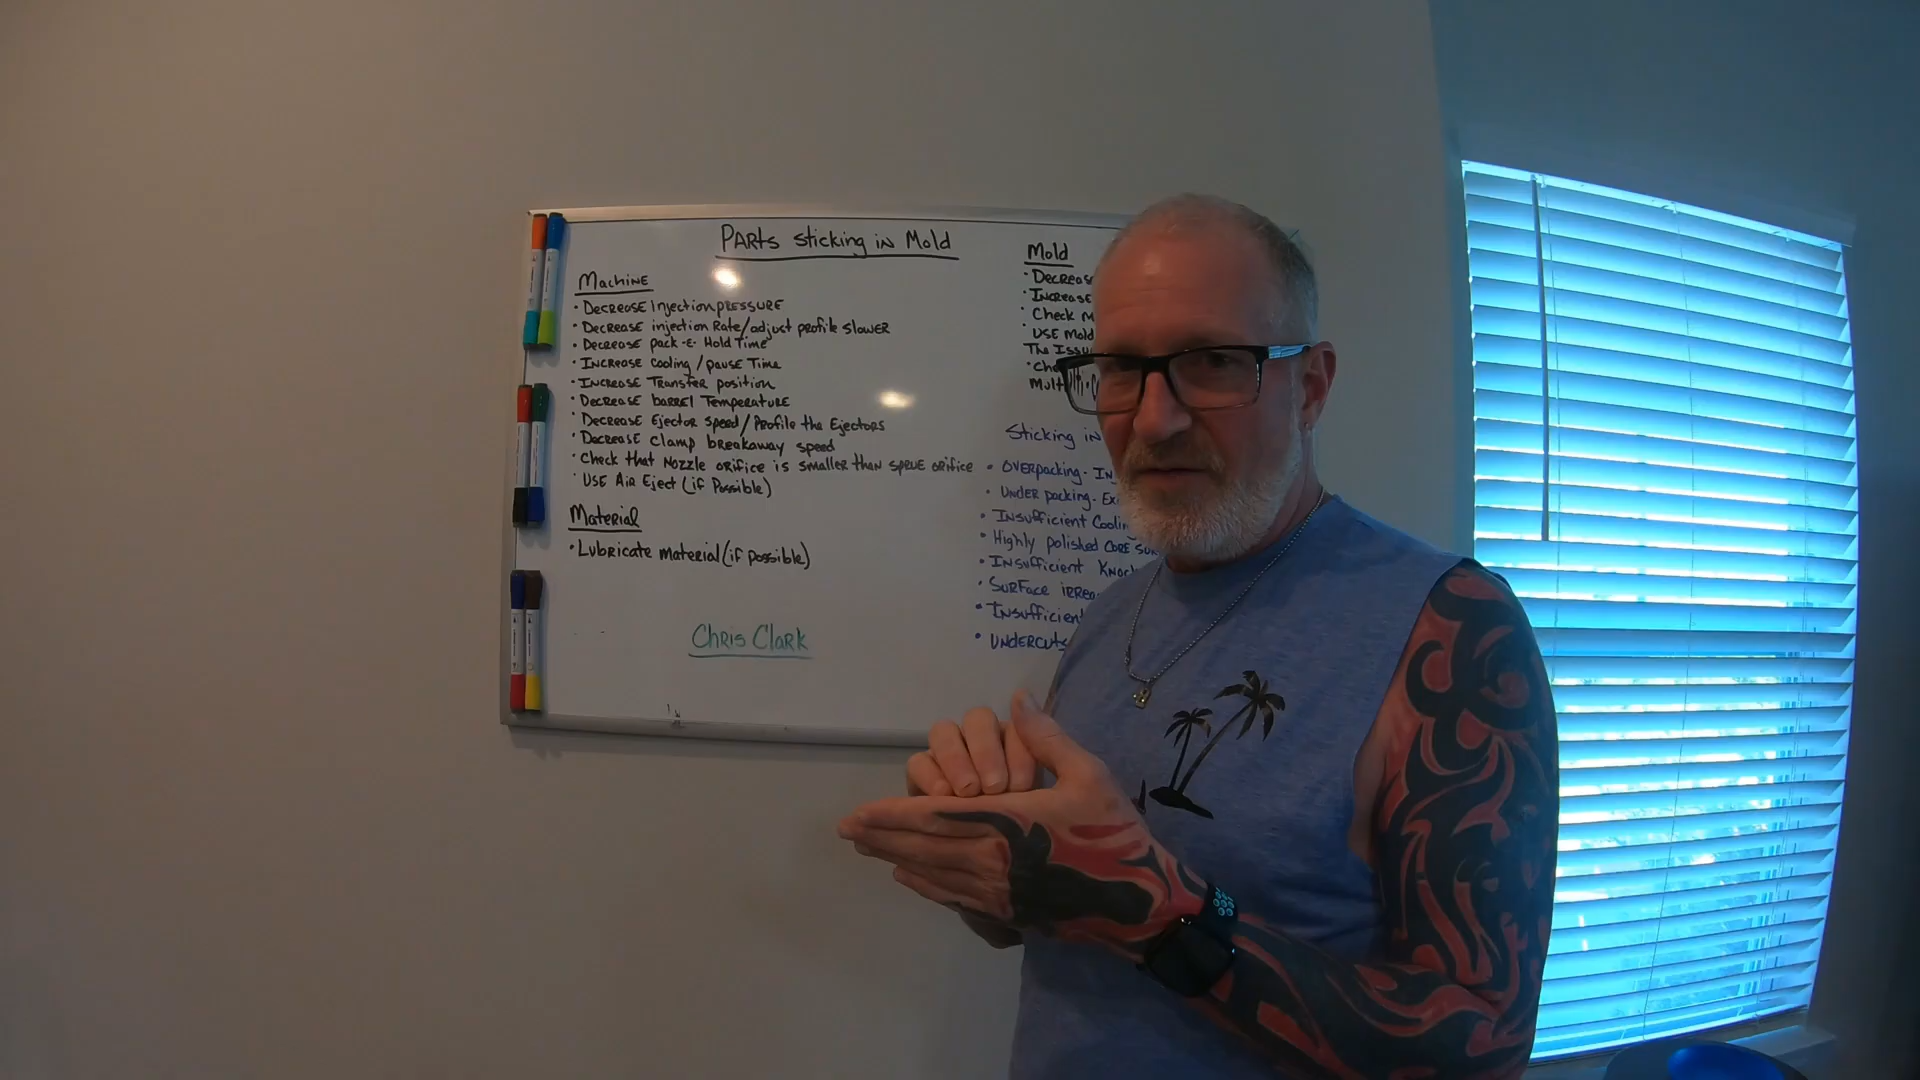 Parts Sticking in Mold
Machine
• Decrease Injection pressure
• Decrease injection Rate/adjust profile slower
• Decrease pack & Hold Time
• Increase Cooling/pause Time
• Increase Transfer position
• Decrease barrel Temperature
• Decrease Ejector speed/Profile the Ejectors
• Decrease clamp breakaway speed
• Check that Nozzle orifice is smaller than sprue orifice
• Use Air Eject (if Possible)
Material
• Lubricate material (if possible)
Chris Clark
Mold
• Decrease
• Increase
• Check
• Use Mold
The
Sticking in
• Overpacking -
• Under packing -
• Insufficient
• Highly polished Core
• Insufficient
• Surface
• Insufficient
• Undercuts